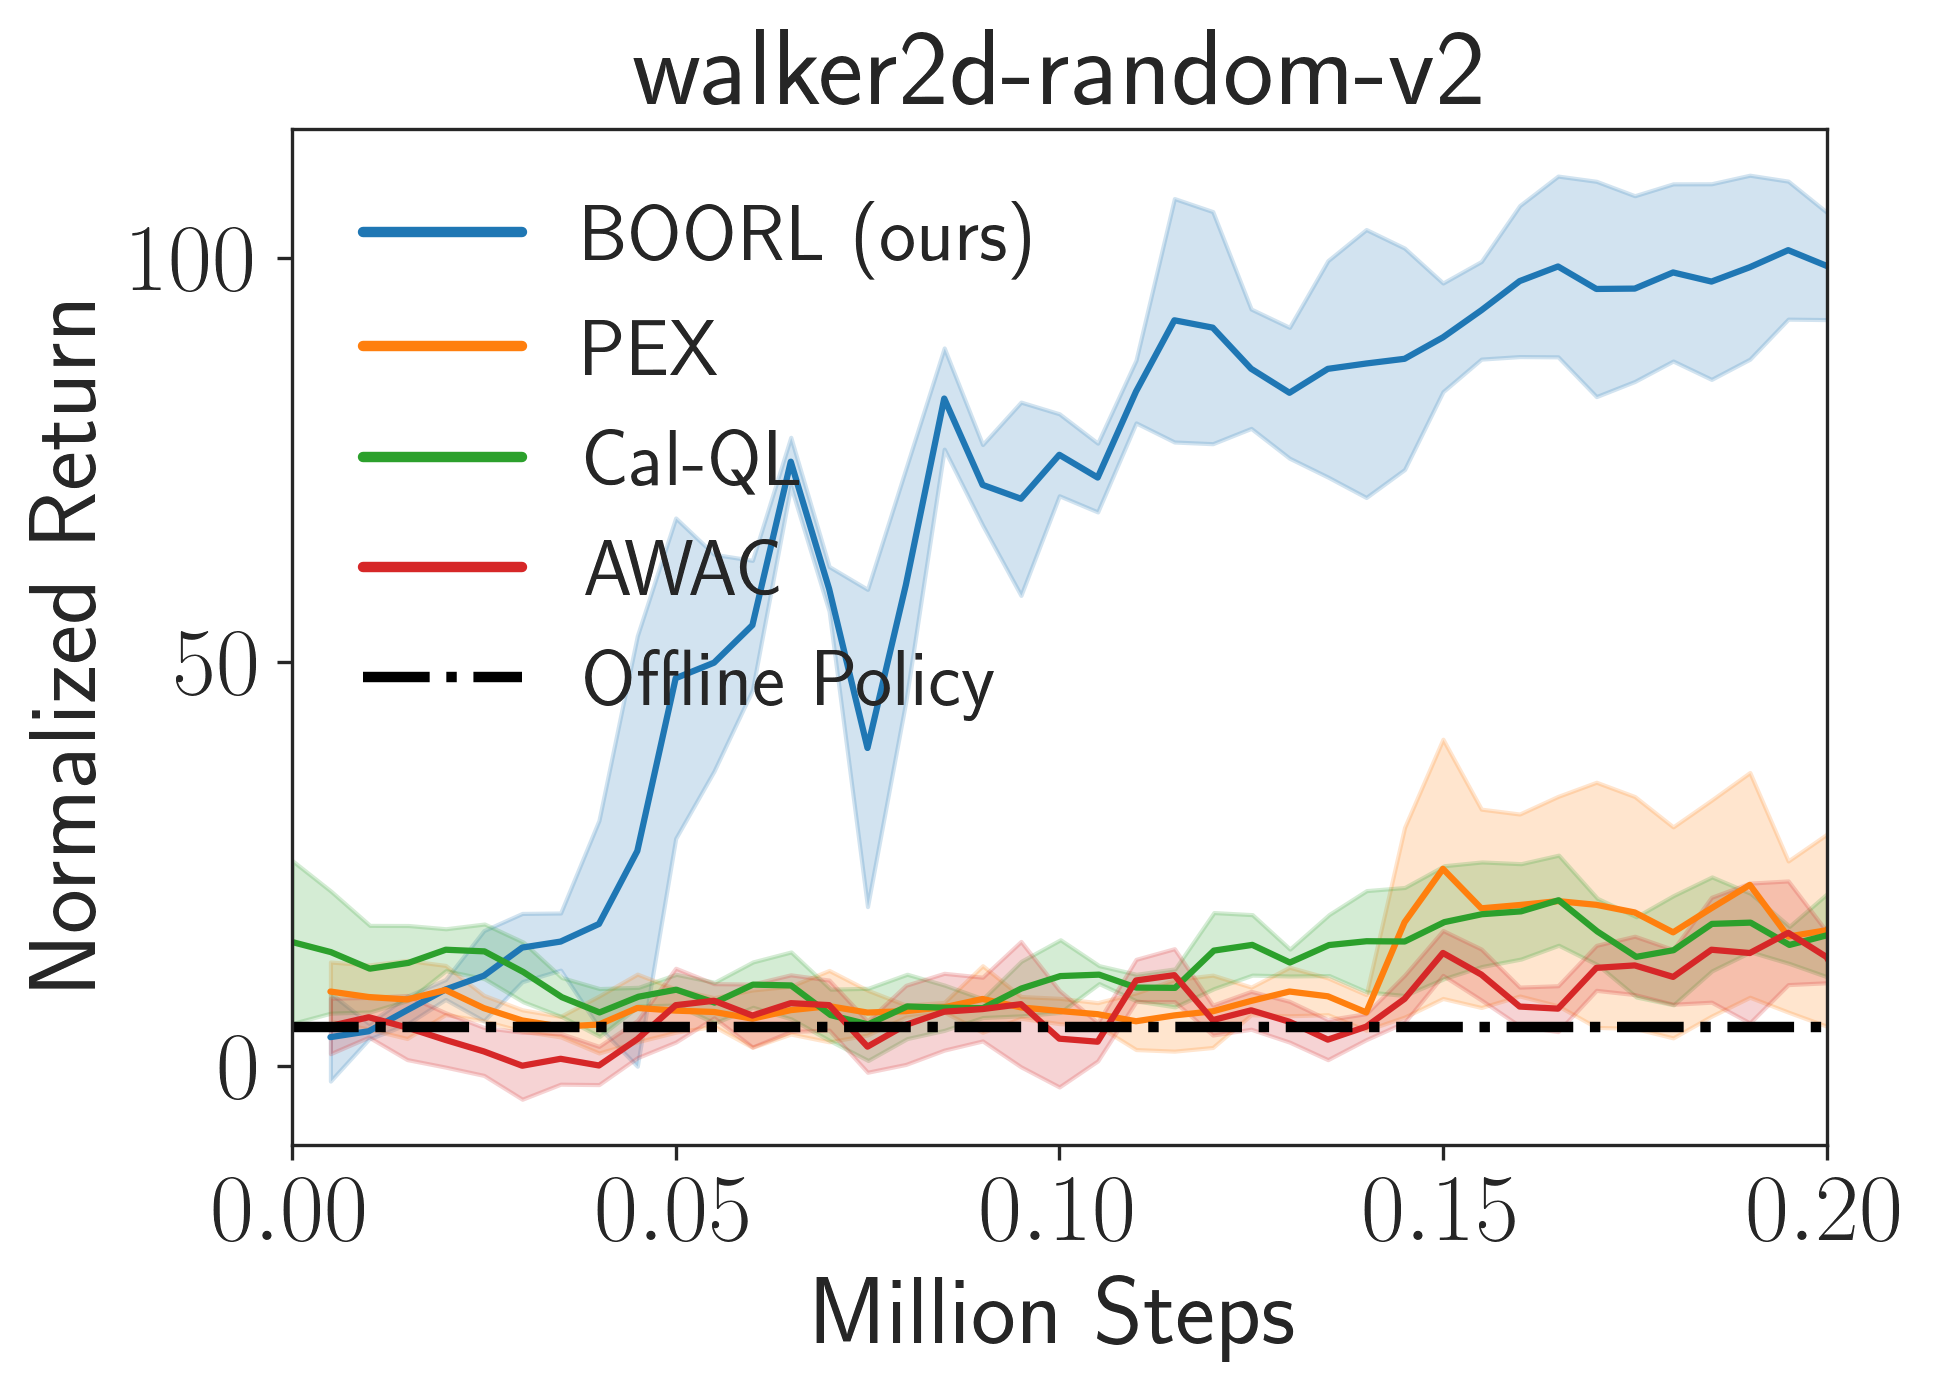 walker2d-random-v2
Normalized Return
100
50
0
BOORL (ours)
PEX
Cal-QL
AWAC
Offline Policy
0.00 0.05 0.10 0.15 0.20
Million Steps